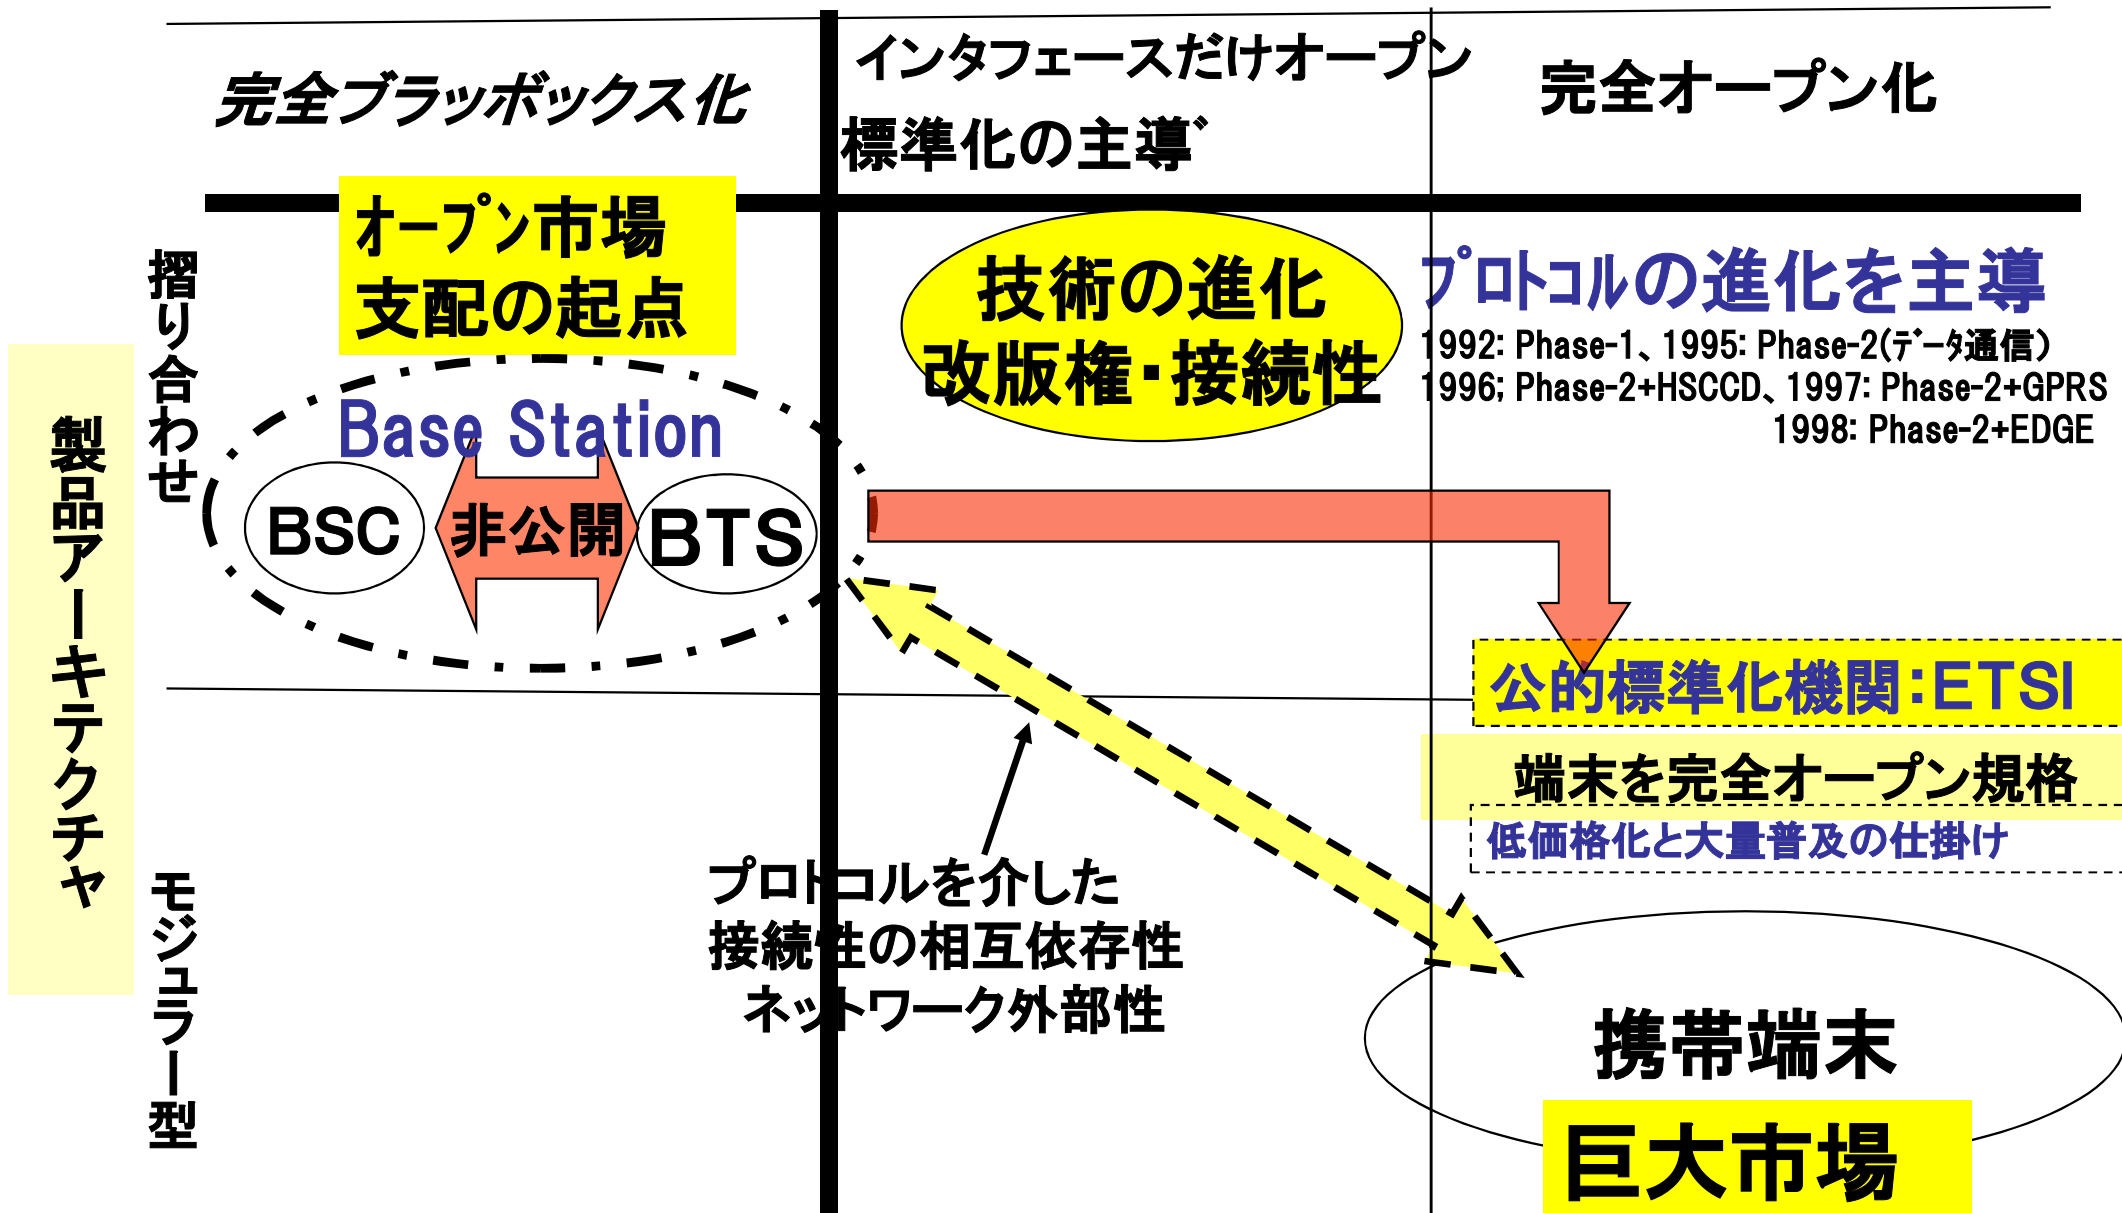 完全ブラッボックス化
インタフェースだけオープン
標準化の主導゛
完全オープン化
製品アーキテクチャ
摺り合わせ
モジュラー型
ｵｰﾌﾟﾝ市場
支配の起点
Base Station
BSC
非公開
BTS
技術の進化
改版権・接続性
ﾌﾟﾛﾄｺﾙの進化を主導
1992: Phase-1、1995: Phase-2(ﾃﾞｰﾀ通信)
1996; Phase-2+HSCCD、1997: Phase-2+GPRS
1998: Phase-2+EDGE
公的標準化機関：ETSI
端末を完全オープン規格
低価格化と大量普及の仕掛け
プロトコルを介した
接続性の相互依存性
ネットワーク外部性
携帯端末
巨大市場